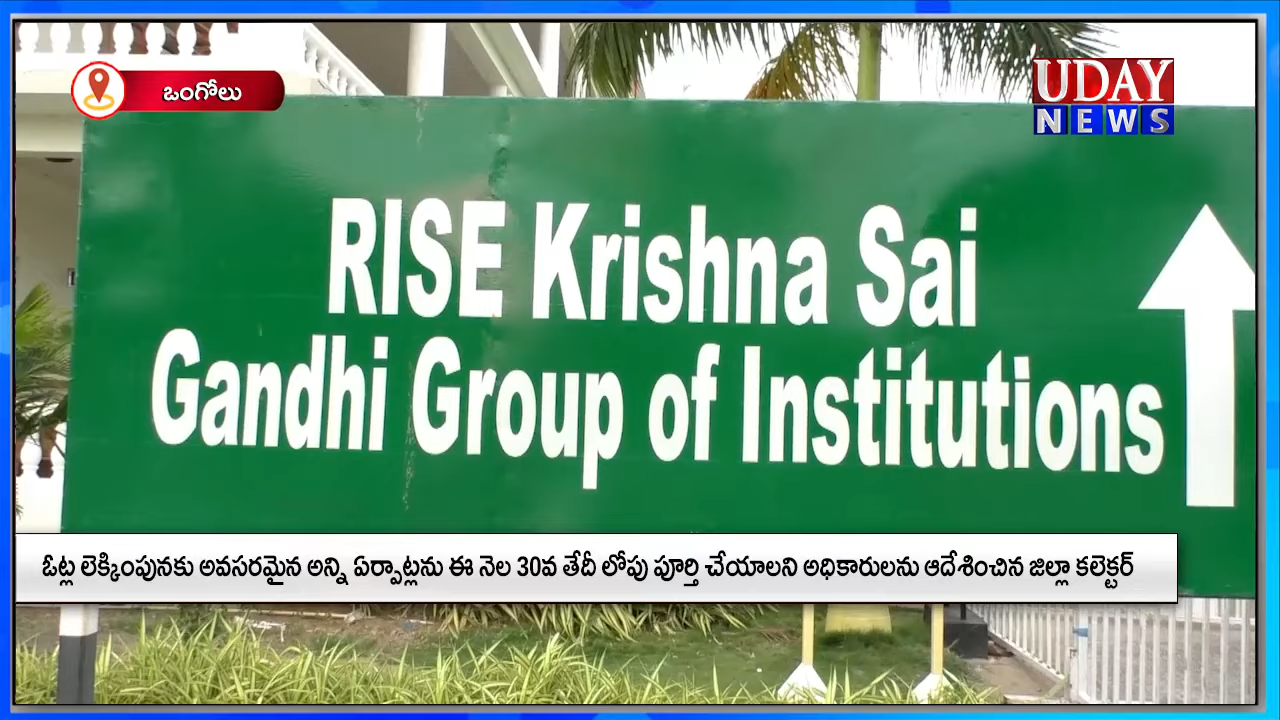 ఒంగోలు
UDAY
NEWS
RISE Krishna Sai
Gandhi Group of Institutions
ఓట్ల లెక్కింపునకు అవసరమైన అన్ని ఏర్పాట్లను ఈ నెల 30వ తేదీ లోపు పూర్తి చేయాలని అధికారులను ఆదేశించిన జిల్లా కలెక్టర్